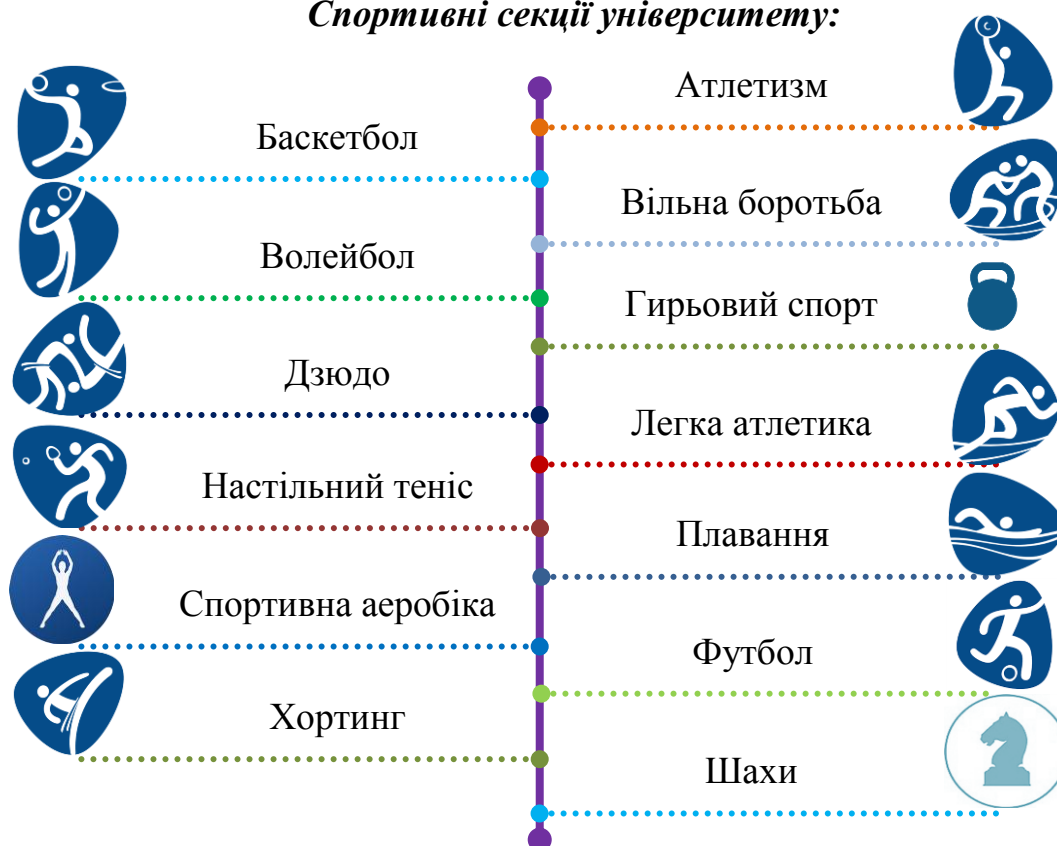 Спортивні секції університету:
Атлетизм
Баскетбол
Вільна боротьба
Волейбол
Гирьовий спорт
Дзюдо
Легка атлетика
Настільний теніс
Плавання
Спортивна аеробіка
Футбол
Хортинг
Шахи